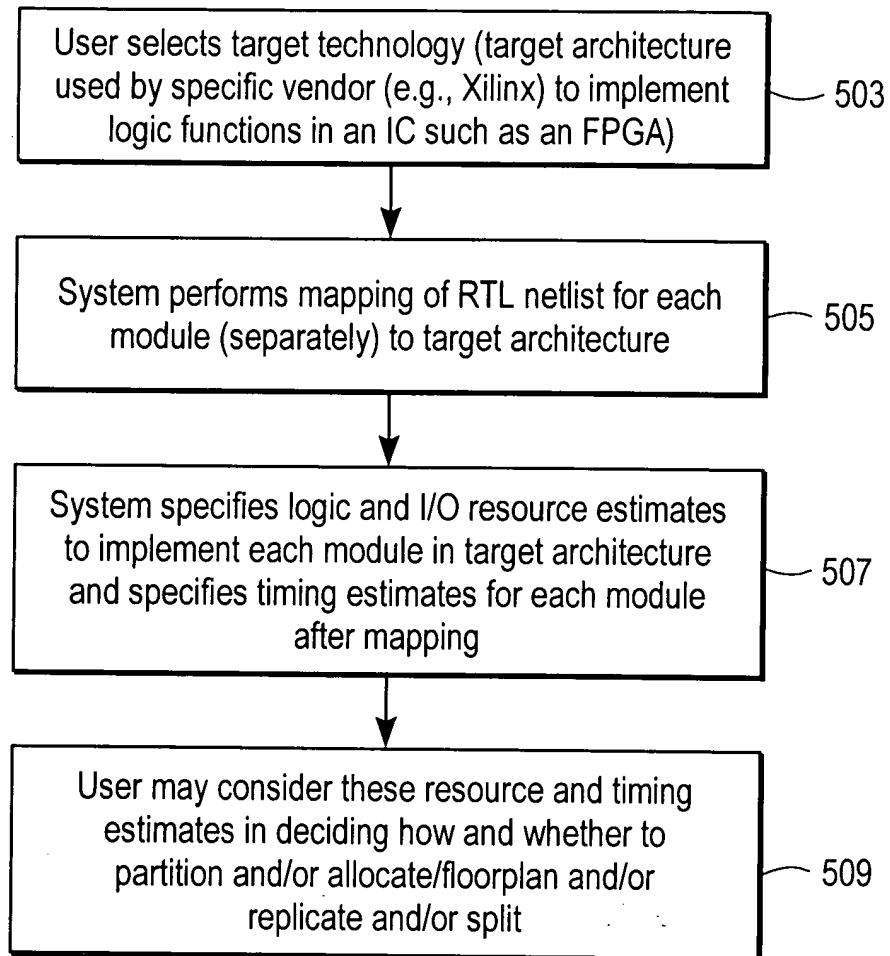 User selects target technology (target architecture
used by specific vendor (e.g., Xilinx) to implement
logic functions in an IC such as an FPGA)
503
System performs mapping of RTL netlist for each
module (separately) to target architecture
505
System specifies logic and I/O resource estimates
to implement each module in target architecture
and specifies timing estimates for each module
after mapping
507
User may consider these resource and timing
estimates in deciding how and whether to
partition and/or allocate/floorplan and/or
replicate and/or split
509